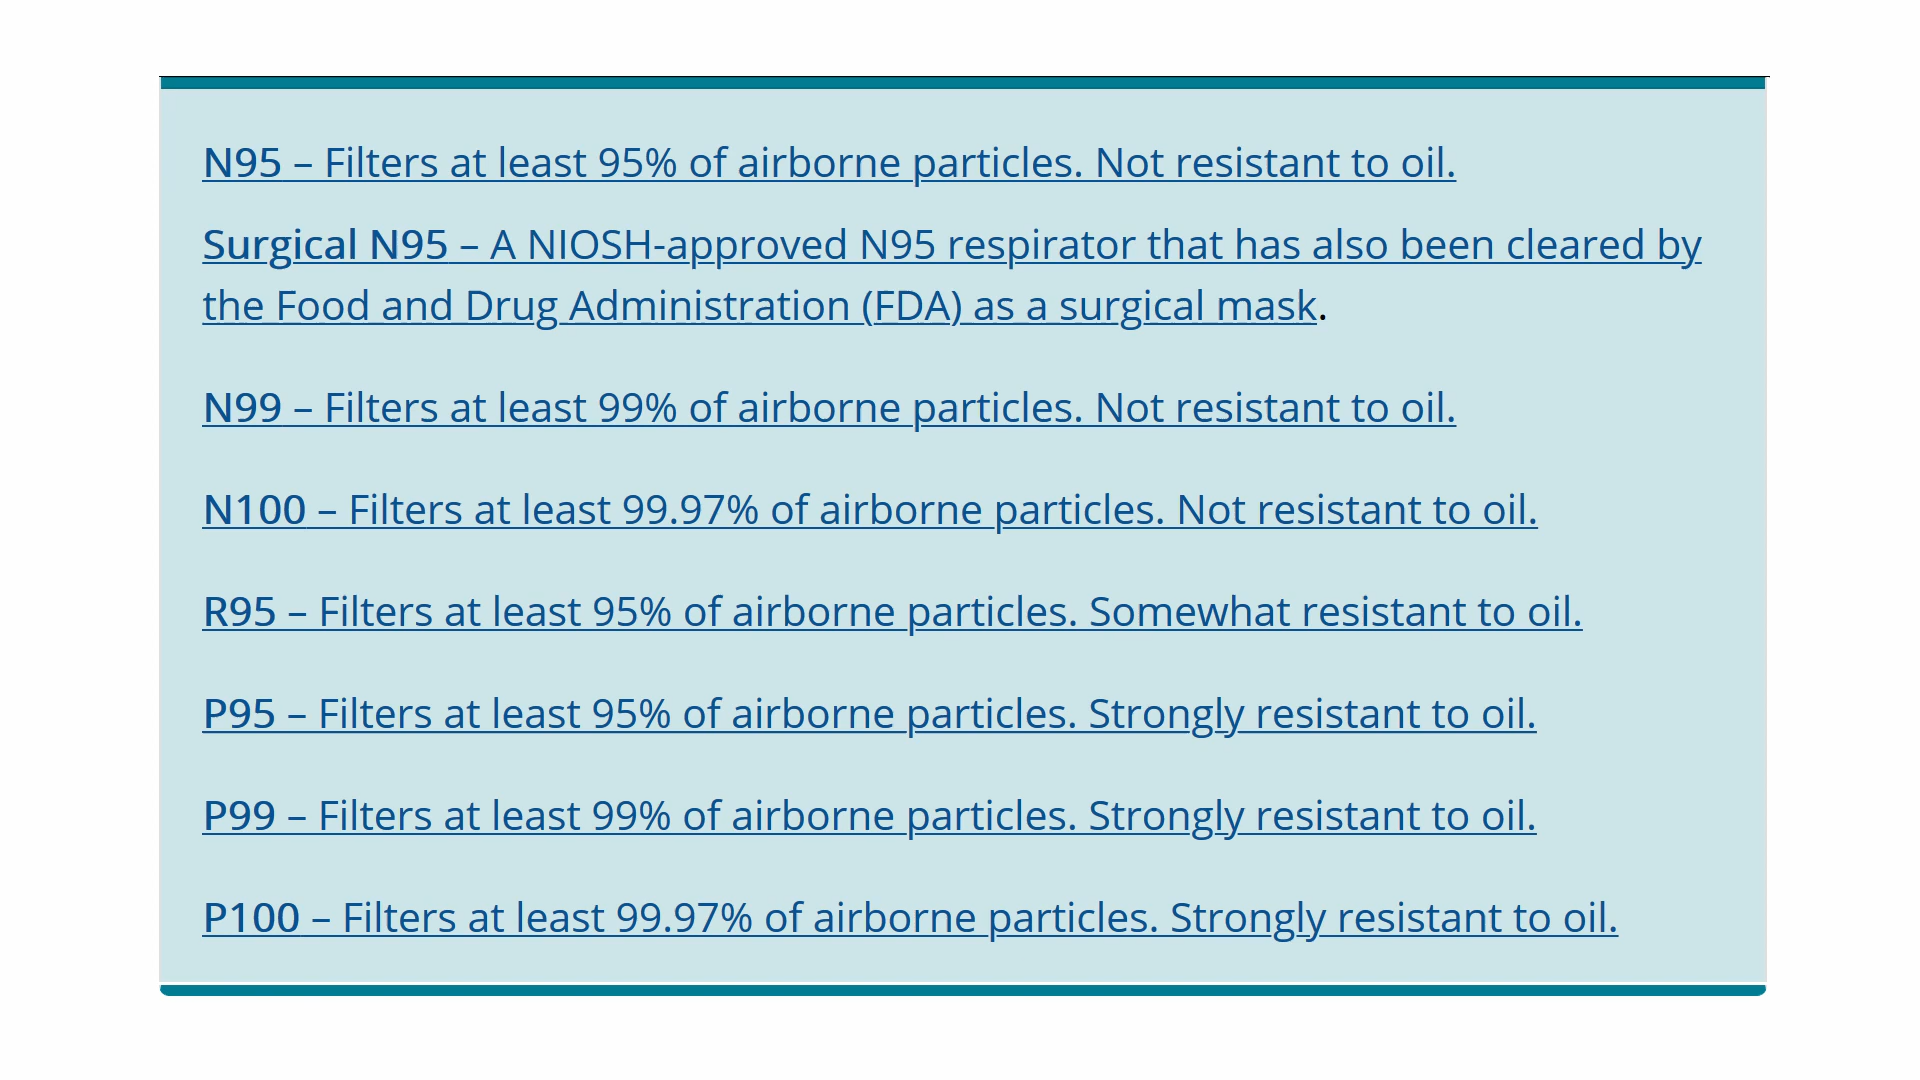 N95 – Filters at least 95% of airborne particles. Not resistant to oil.
Surgical N95 – A NIOSH-approved N95 respirator that has also been cleared by
the Food and Drug Administration (FDA) as a surgical mask.
N99 – Filters at least 99% of airborne particles. Not resistant to oil.
N100 – Filters at least 99.97% of airborne particles. Not resistant to oil.
R95 – Filters at least 95% of airborne particles. Somewhat resistant to oil.
P95 – Filters at least 95% of airborne particles. Strongly resistant to oil.
P99 – Filters at least 99% of airborne particles. Strongly resistant to oil.
P100 – Filters at least 99.97% of airborne particles. Strongly resistant to oil.